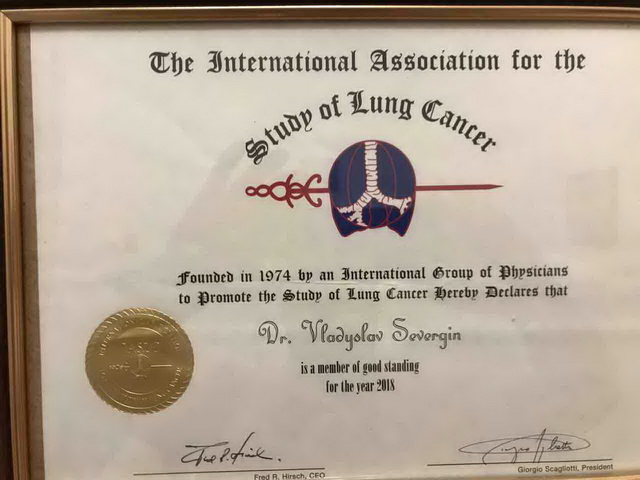 The International Association for the
Study of Lung Cancer
Founded in 1974 by an International Group of Physicians
to Promote the Study of Lung Cancer Hereby Declares that
Dr. Vladyslav Severgin
is a member of good standing
for the year 2018
Fred R. Hirsch, CEO
Giorgio Scagliotti, President